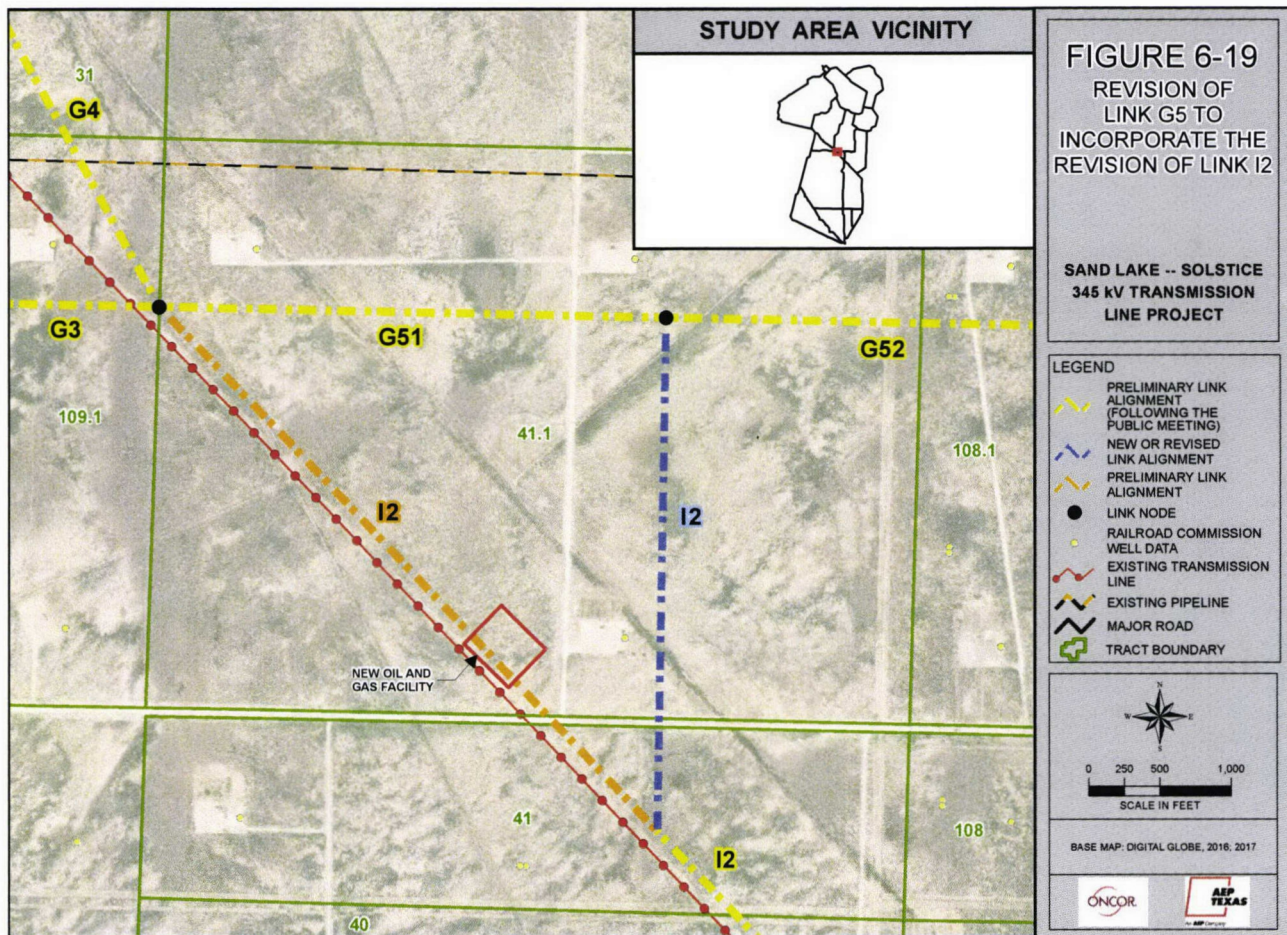 STUDY AREA VICINITY
31
G4
G3
G51
G52
109.1
41.1
108.1
I2
I2
NEW OIL AND
GAS FACILITY
41
I2
108
40
FIGURE 6-19
REVISION OF
LINK G5 TO
INCORPORATE THE
REVISION OF LINK I2
SAND LAKE -- SOLSTICE
345 kV TRANSMISSION
LINE PROJECT
LEGEND
PRELIMINARY LINK
ALIGNMENT
(FOLLOWING THE
PUBLIC MEETING)
NEW OR REVISED
LINK ALIGNMENT
PRELIMINARY LINK
ALIGNMENT
LINK NODE
RAILROAD COMMISSION
WELL DATA
EXISTING TRANSMISSION
LINE
EXISTING PIPELINE
MAJOR ROAD
TRACT BOUNDARY
N
W E
S
0 250 500 1,000
SCALE IN FEET
BASE MAP: DIGITAL GLOBE, 2016; 2017
ONCOR
AEP
TEXAS
An AEP Company